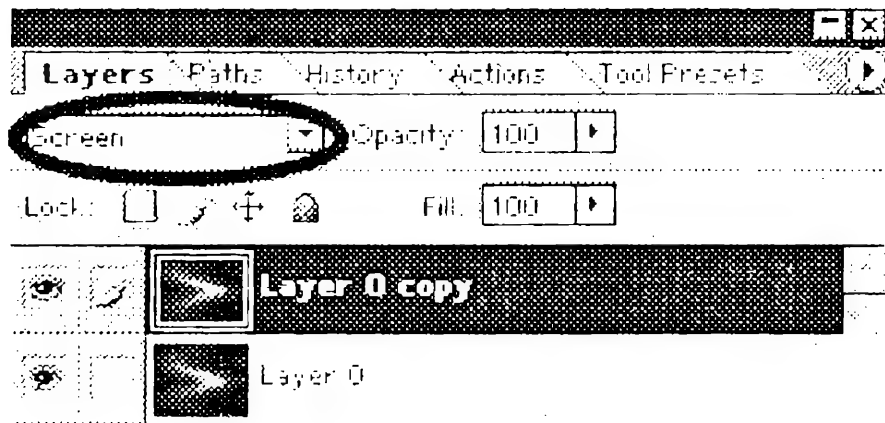 Layers Paths History Actions Tool Presets
Screen Opacity: 100
Lock: Fill: 100
Layer 0 copy
Layer 0